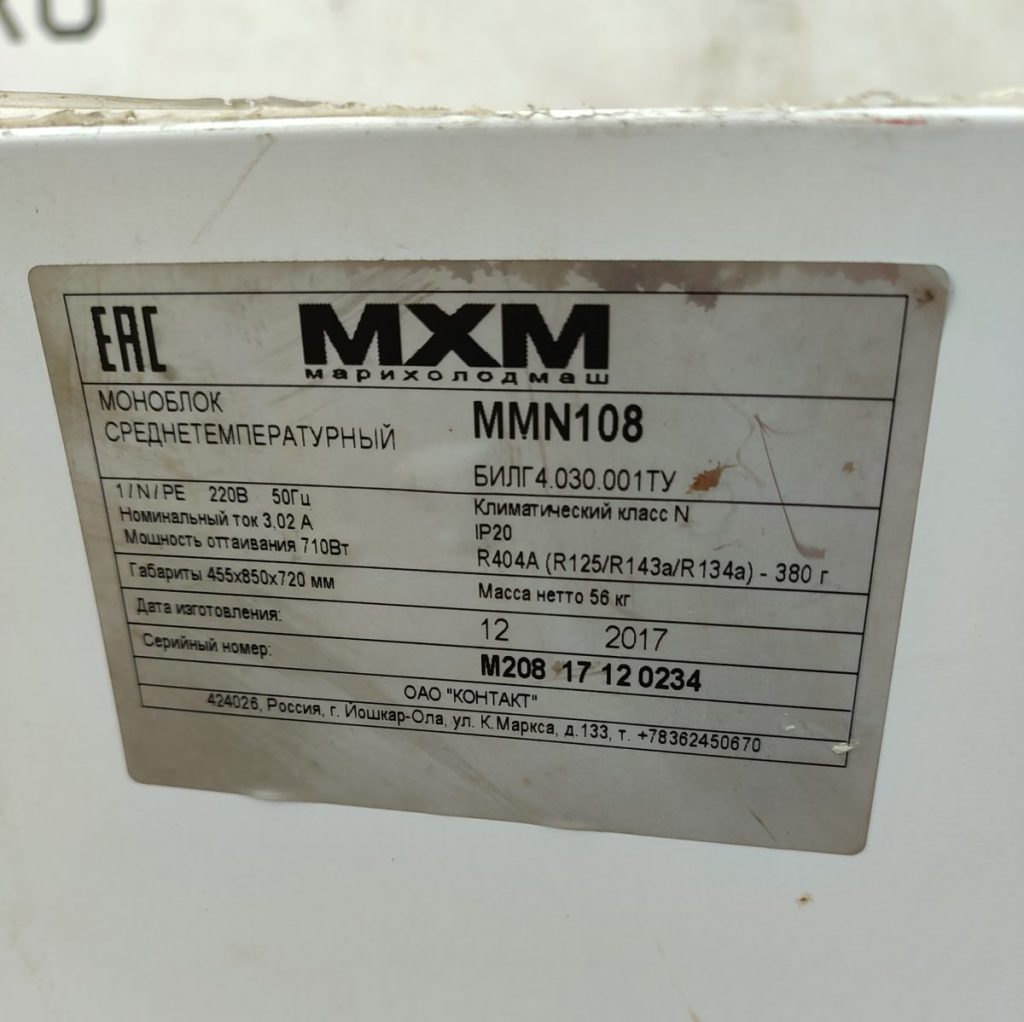 EAC
МХМ
марихолодмаш
МОНОБЛОК
СРЕДНЕТЕМПЕРАТУРНЫЙ
MMN108
БИЛГ4.030.001ТУ
1/N/PE 220В 50Гц
Номинальный ток 3,02 А
Мощность оттаивания 710Вт
Климатический класс N
IP20
R404A (R125/R143a/R134a) - 380 г
Габариты 455x850x720 мм
Масса нетто 56 кг
Дата изготовления:
12 2017
Серийный номер:
M208 17 12 0234
ОАО "КОНТАКТ"
424026, Россия, г. Йошкар-Ола, ул. К.Маркса, д.133, т. +78362450670